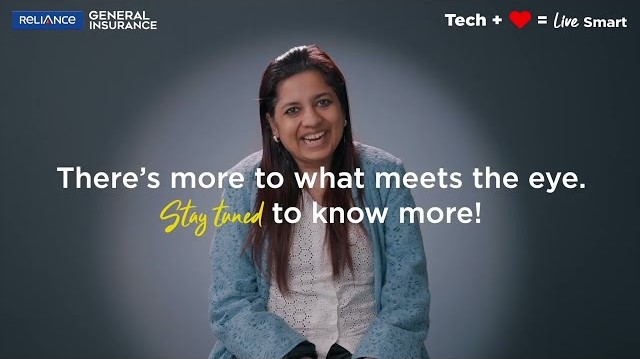 RELIANCE GENERAL INSURANCE
Tech + ❤ = Live Smart
There's more to what meets the eye.
Stay tuned to know more!